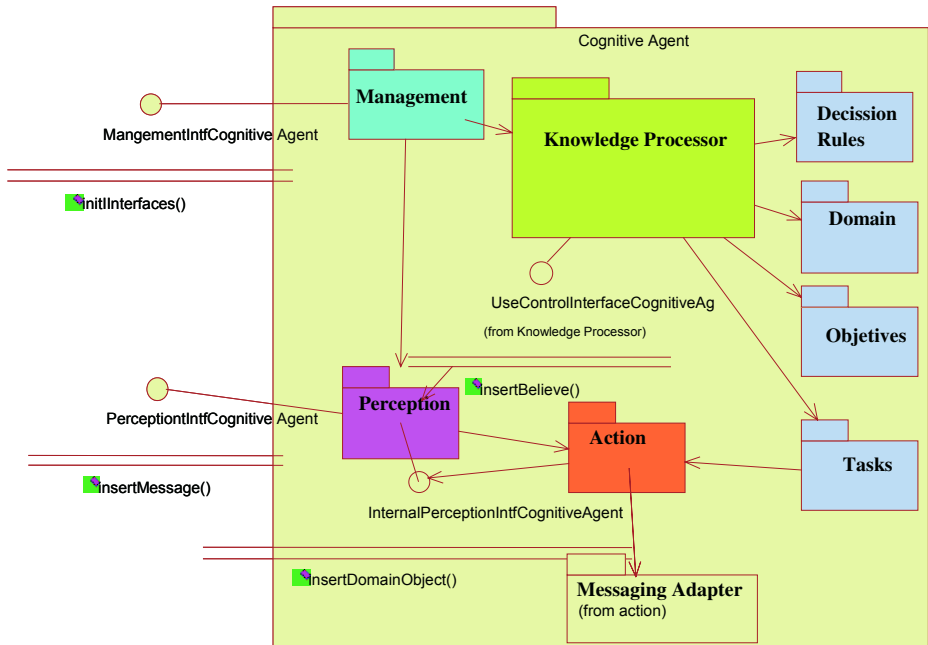 Cognitive Agent
Management
MangementIntfCognitive Agent
Knowledge Processor
Decission
Rules
initIInterfaces()
Domain
UseControlInterfaceCognitiveAg
(from Knowledge Processor)
Objetives
insertBelieve()
Perception
PerceptiontIntfCognitive Agent
Action
Tasks
insertMessage()
InternalPerceptionIntfCognitiveAgent
InsertDomainObject()
Messaging Adapter
(from action)